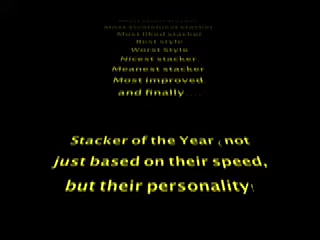 Most liked stacker
Best style
Worst Style
Nicest stacker.
Meanest stacker
Most improved.
and finally....
Stacker of the Year ( not
just based on their speed,
but their personality!